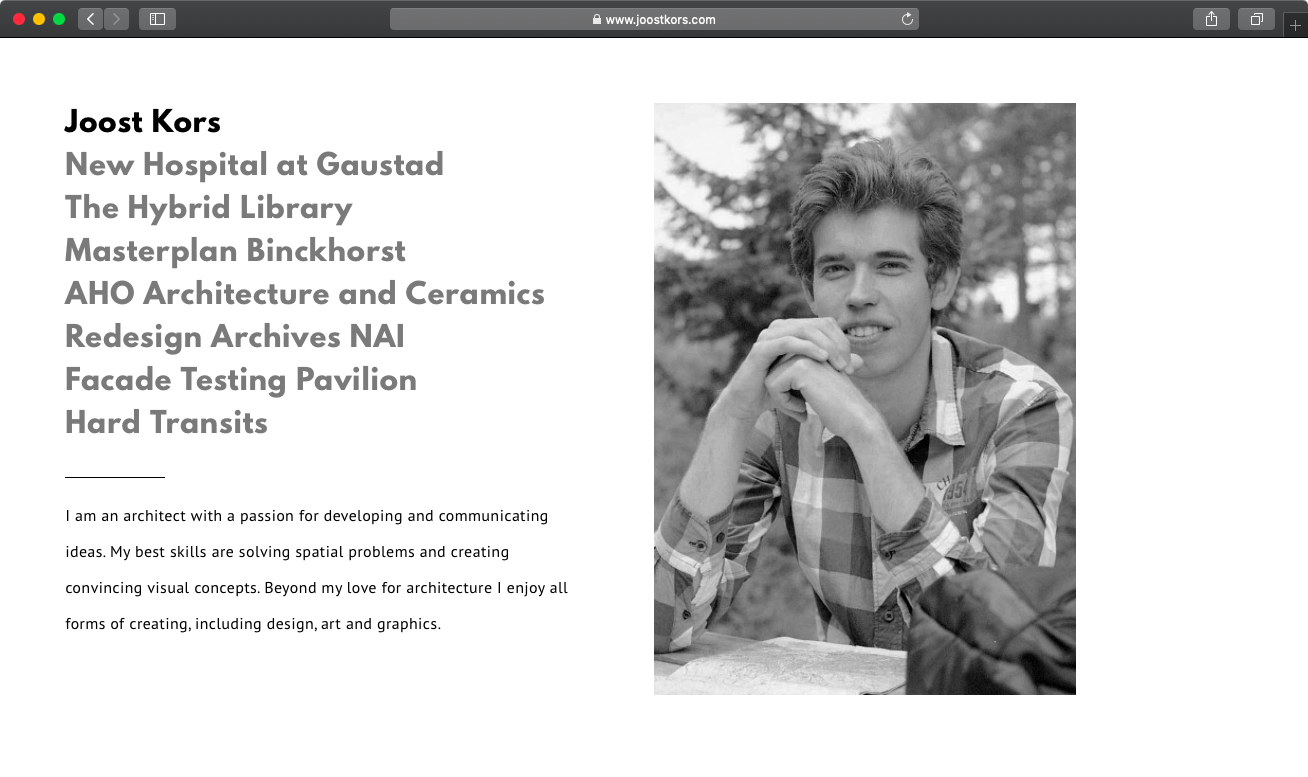 www.joostkors.com
Joost Kors
New Hospital at Gaustad
The Hybrid Library
Masterplan Binckhorst
AHO Architecture and Ceramics
Redesign Archives NAI
Facade Testing Pavilion
Hard Transits
I am an architect with a passion for developing and communicating
ideas. My best skills are solving spatial problems and creating
convincing visual concepts. Beyond my love for architecture I enjoy all
forms of creating, including design, art and graphics.